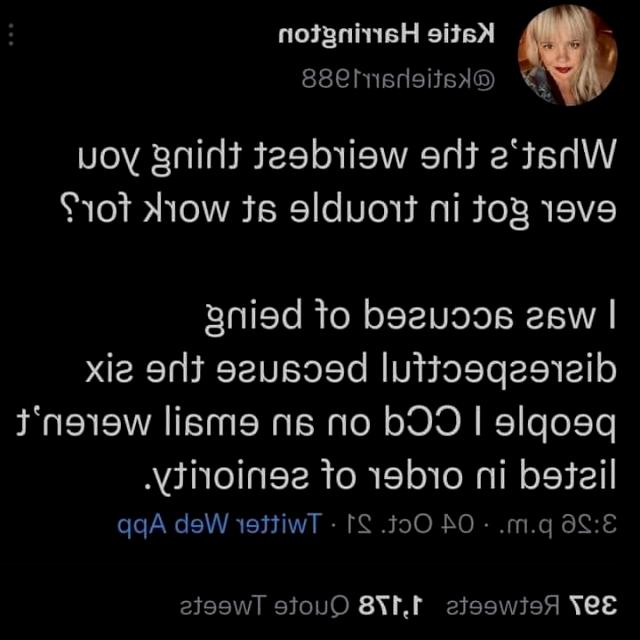 Katie Harrington
@katieharr1988
What's the weirdest thing you
ever got in trouble at work for?
I was accused of being
disrespectful because the six
people I CCd on an email weren't
listed in order of seniority.
3:26 p.m. · 04 Oct. 21 · Twitter Web App
397 Retweets 1,178 Quote Tweets